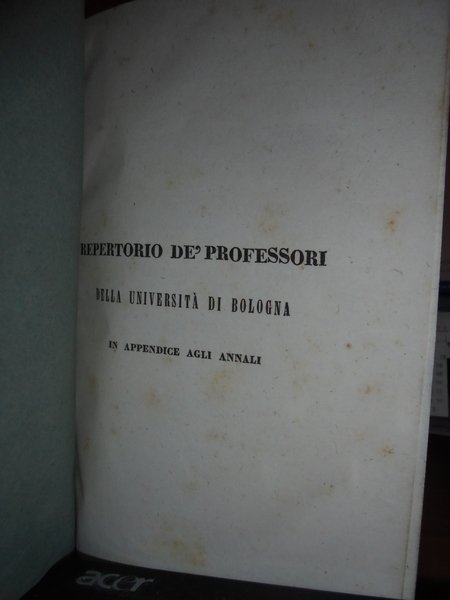 REPERTORIO DE' PROFESSORI
DELLA UNIVERSITÀ DI BOLOGNA
IN APPENDICE AGLI ANNALI
acer